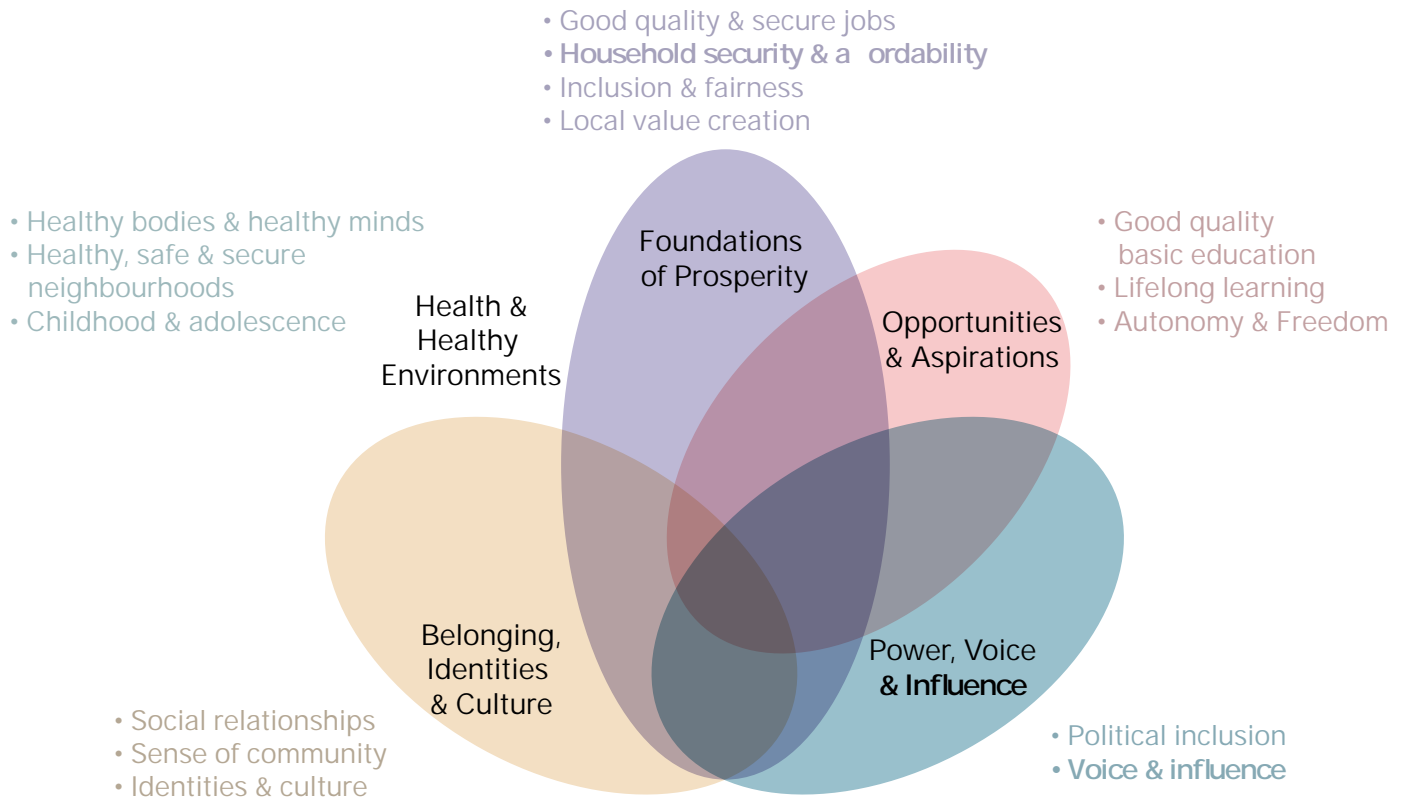 • Good quality & secure jobs
• Household security & a ordability
• Inclusion & fairness
• Local value creation
• Healthy bodies & healthy minds
• Healthy, safe & secure
neighbourhoods
• Childhood & adolescence
Health &
Healthy
Environments
Foundations
of Prosperity
Opportunities
& Aspirations
• Good quality
basic education
• Lifelong learning
• Autonomy & Freedom
Belonging,
Identities
& Culture
Power, Voice
& Influence
• Social relationships
• Sense of community
• Identities & culture
• Political inclusion
• Voice & influence